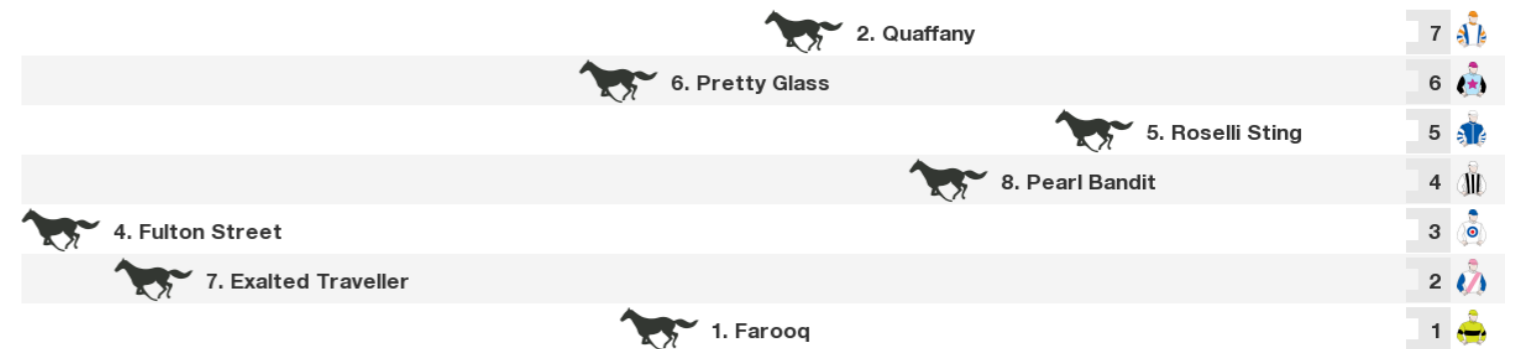 2. Quaffany 7
6. Pretty Glass 6
5. Roselli Sting 5
8. Pearl Bandit 4
4. Fulton Street 3
7. Exalted Traveller 2
1. Farooq 1